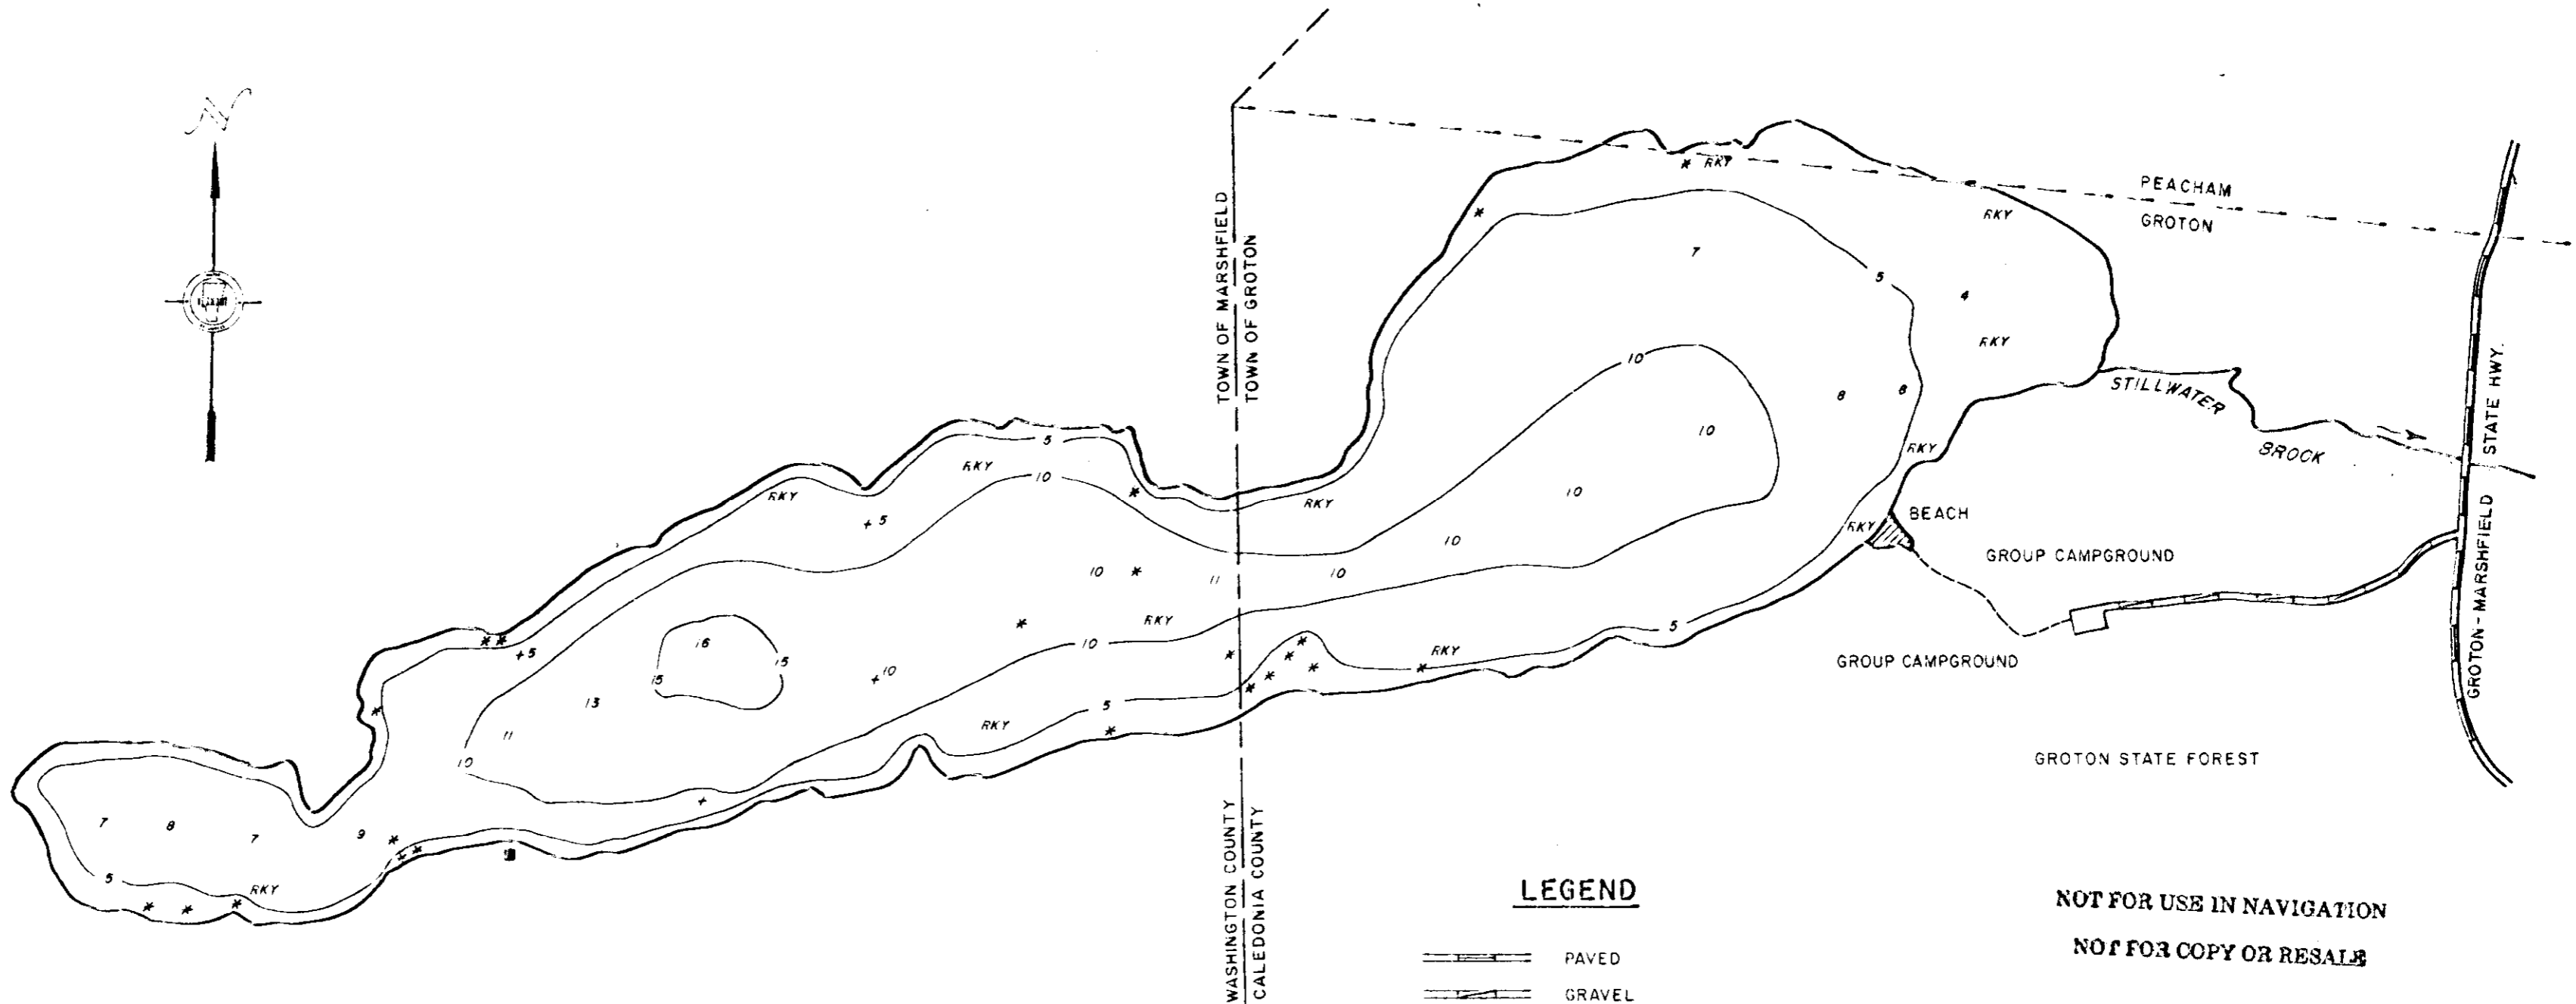 N
PEACHAM
GROTON
TOWN OF MARSHFIELD
TOWN OF GROTON
* RKY
RKY
7
5
4
RKY
10
8
8
STILLWATER
BROCK
GROTON-MARSHFIELD STATE HWY.
10
RKY
5
RKY
10
RKY
RKY
10
+ 5
RKY
BEACH
10
GROUP CAMPGROUND
10
11
10
RKY
5
16
15
10
RKY
+5
15
+10
GROUP CAMPGROUND
13
5
RKY
11
10
GROTON STATE FOREST
7
8
7
9
5
RKY
WASHINGTON COUNTY
CALEDONIA COUNTY
LEGEND
PAVED
GRAVEL
NOT FOR USE IN NAVIGATION
NOT FOR COPY OR RESALE